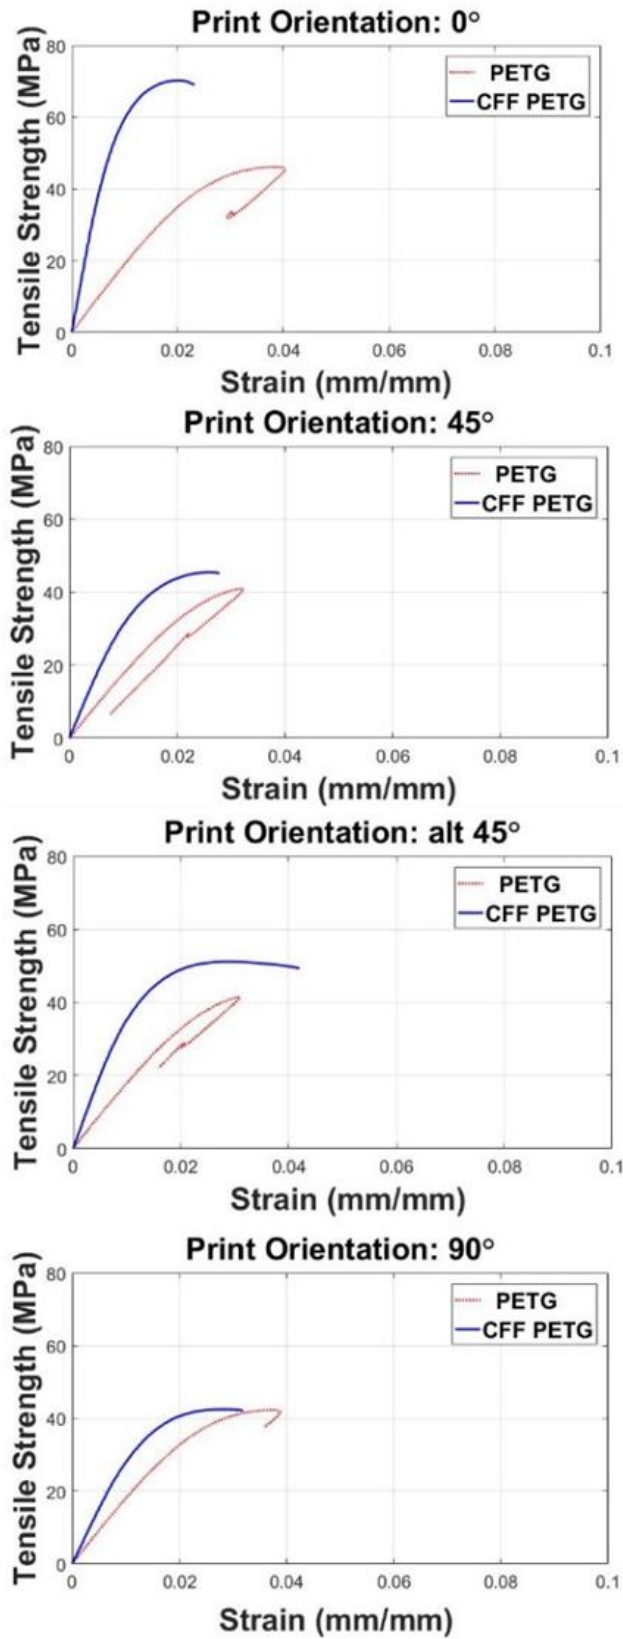 Print Orientation: 0°
Tensile Strength (MPa)
80
60
40
20
0
PETG
CFF PETG
0 0.02 0.04 0.06 0.08 0.1
Strain (mm/mm)
Print Orientation: 45°
Tensile Strength (MPa)
80
60
40
20
0
PETG
CFF PETG
0 0.02 0.04 0.06 0.08 0.1
Strain (mm/mm)
Print Orientation: alt 45°
Tensile Strength (MPa)
80
60
40
20
0
PETG
CFF PETG
0 0.02 0.04 0.06 0.08 0.1
Strain (mm/mm)
Print Orientation: 90°
Tensile Strength (MPa)
80
60
40
20
0
PETG
CFF PETG
0 0.02 0.04 0.06 0.08 0.1
Strain (mm/mm)